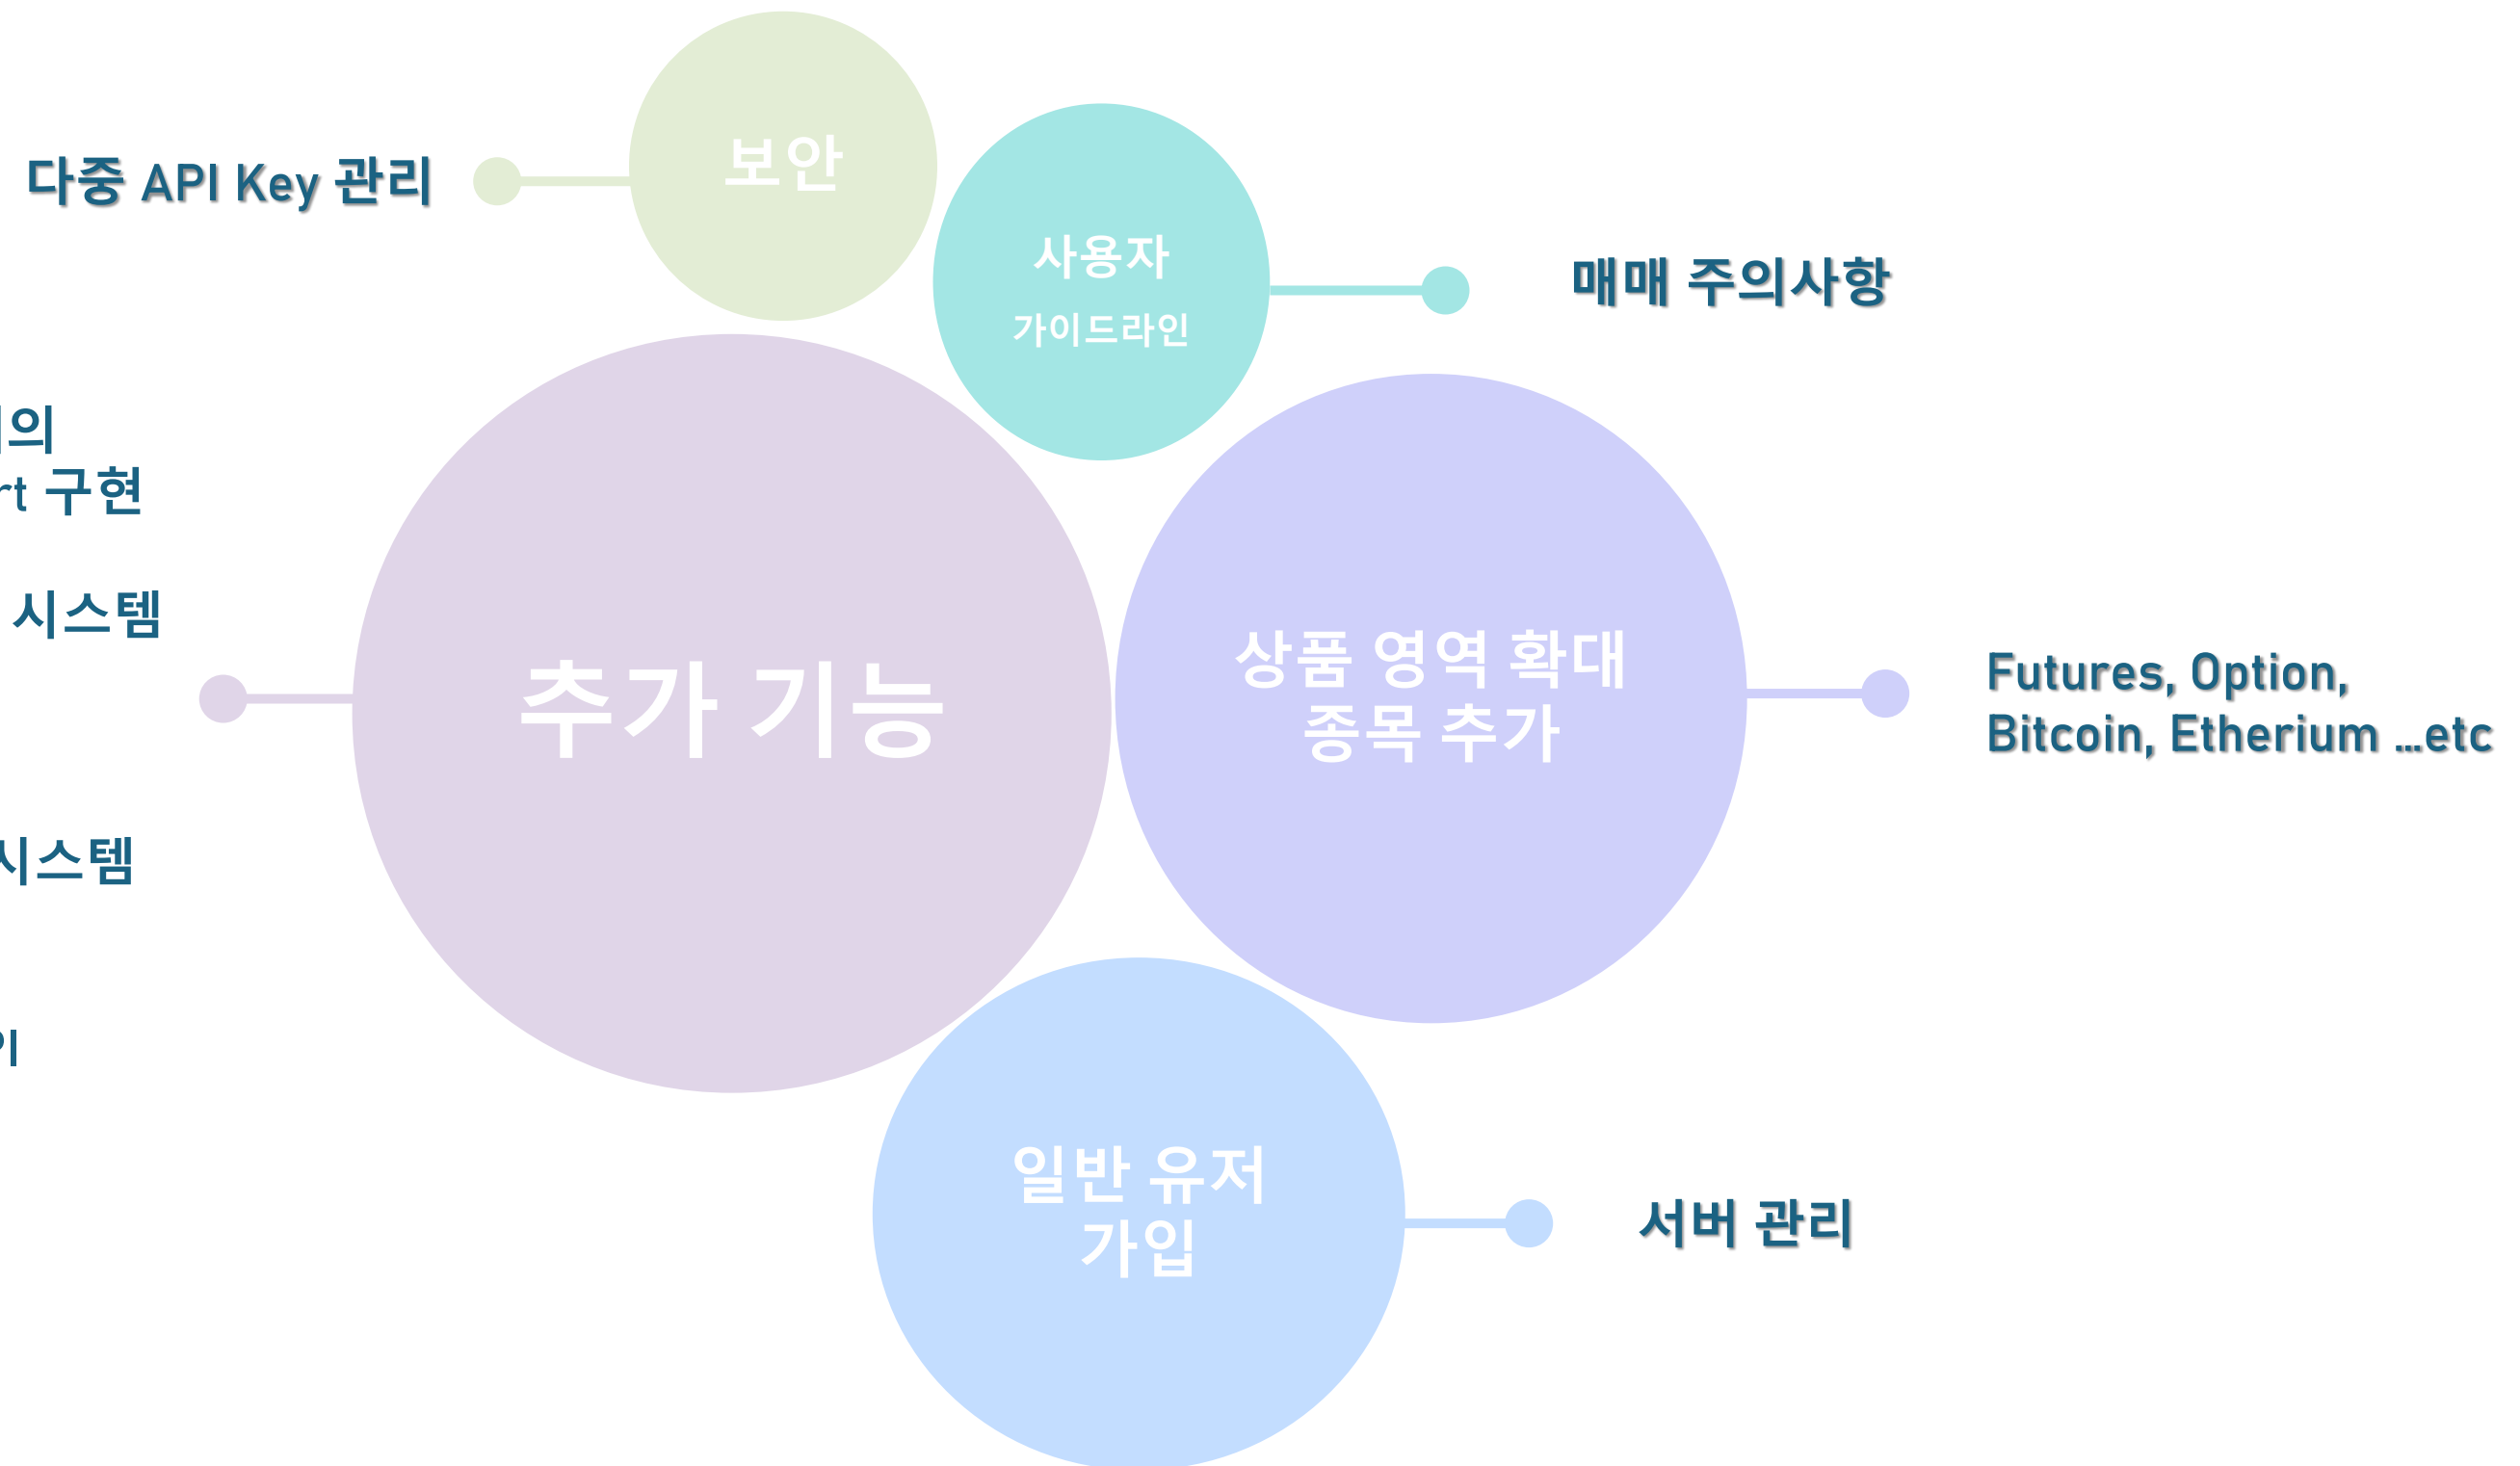 보안
다중 API Key 관리
사용자
가이드라인
매매 주의사항
의
구현
시스템
추가 기능
상품 영역 확대
종목 추가
Futures, Option,
Bitcoin, Etherium ...etc
시스템
일반 유저
가입
서버 관리